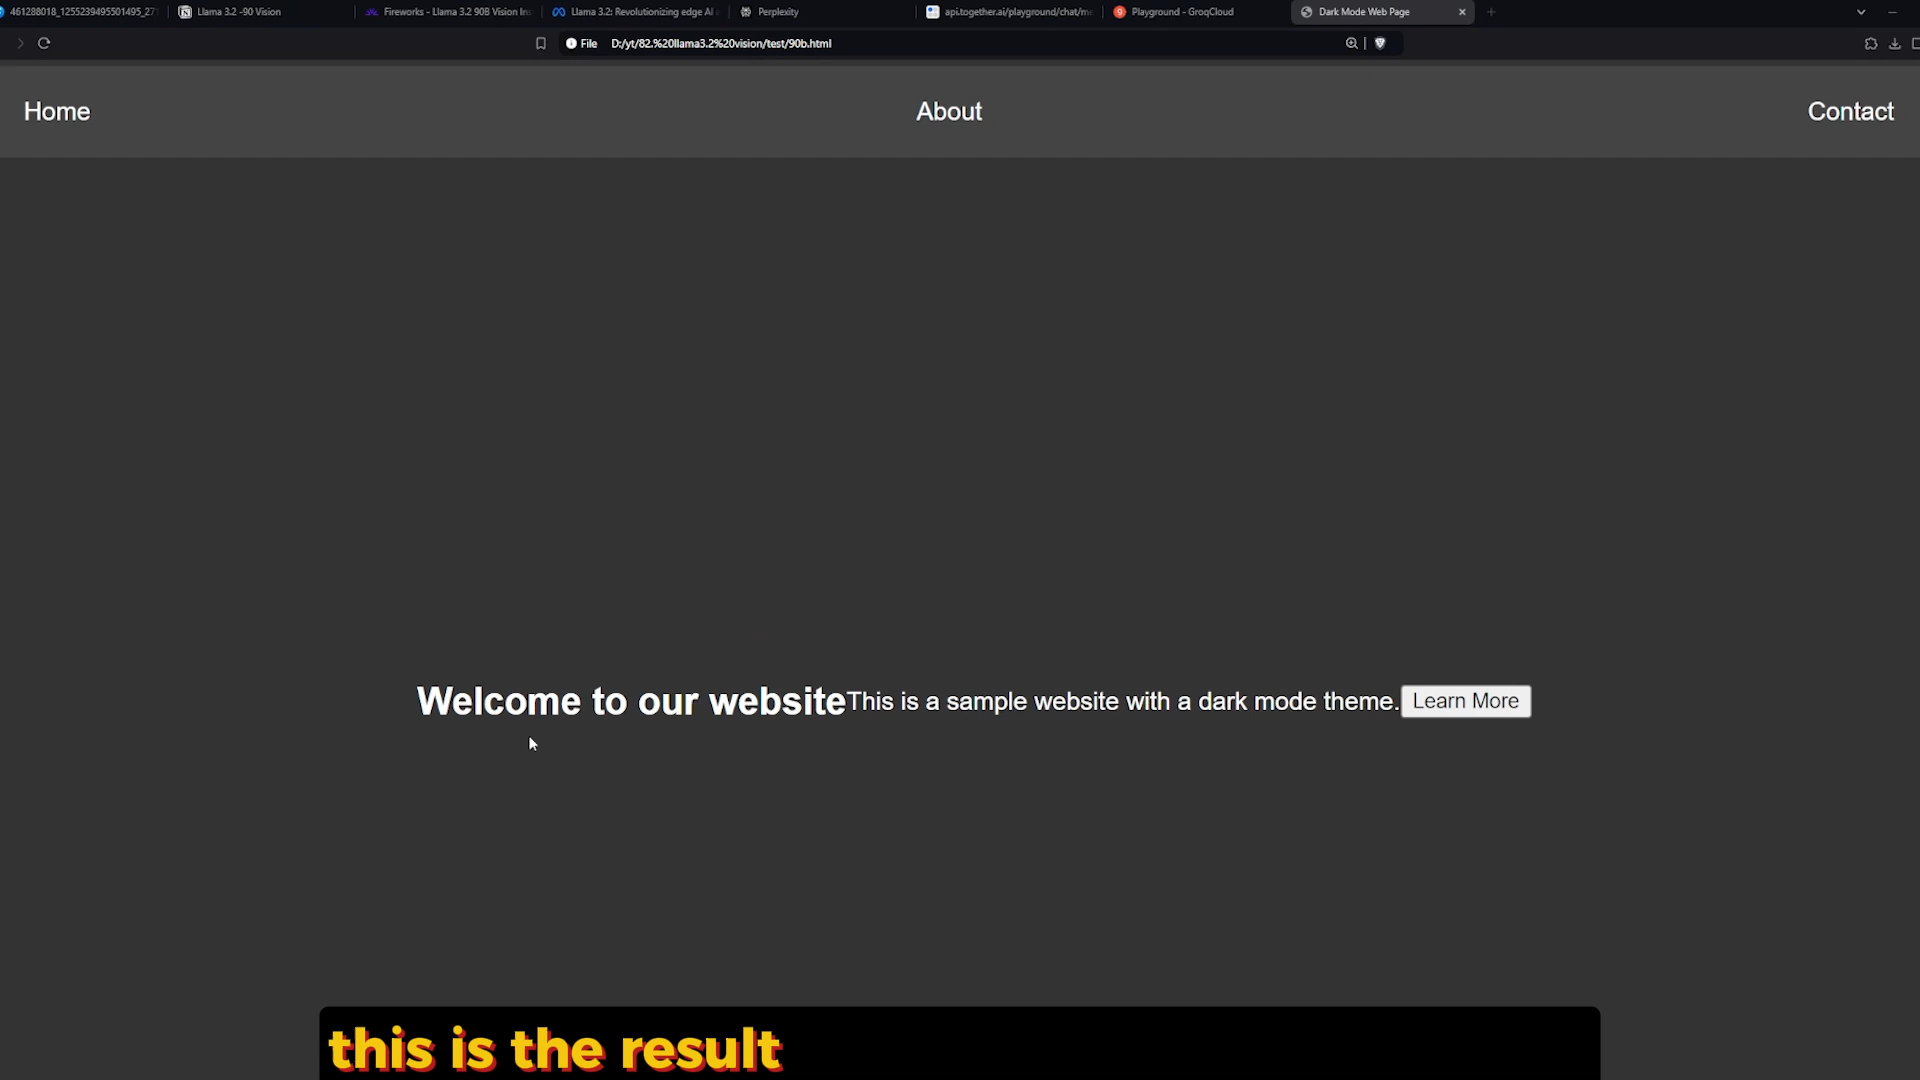 461288018_1255239495501495_27
Llama 3.2 -90 Vision
Fireworks - Llama 3.2 90B Vision In
Llama 3.2: Revolutionizing edge AI
Perplexity
api.together.ai/playground/chat/me
Playground - GroqCloud
Dark Mode Web Page
File D:/yt/82.%20llama3.2%20vision/test/90b.html
Home
About
Contact
Welcome to our website
This is a sample website with a dark mode theme.
Learn More
this is the result